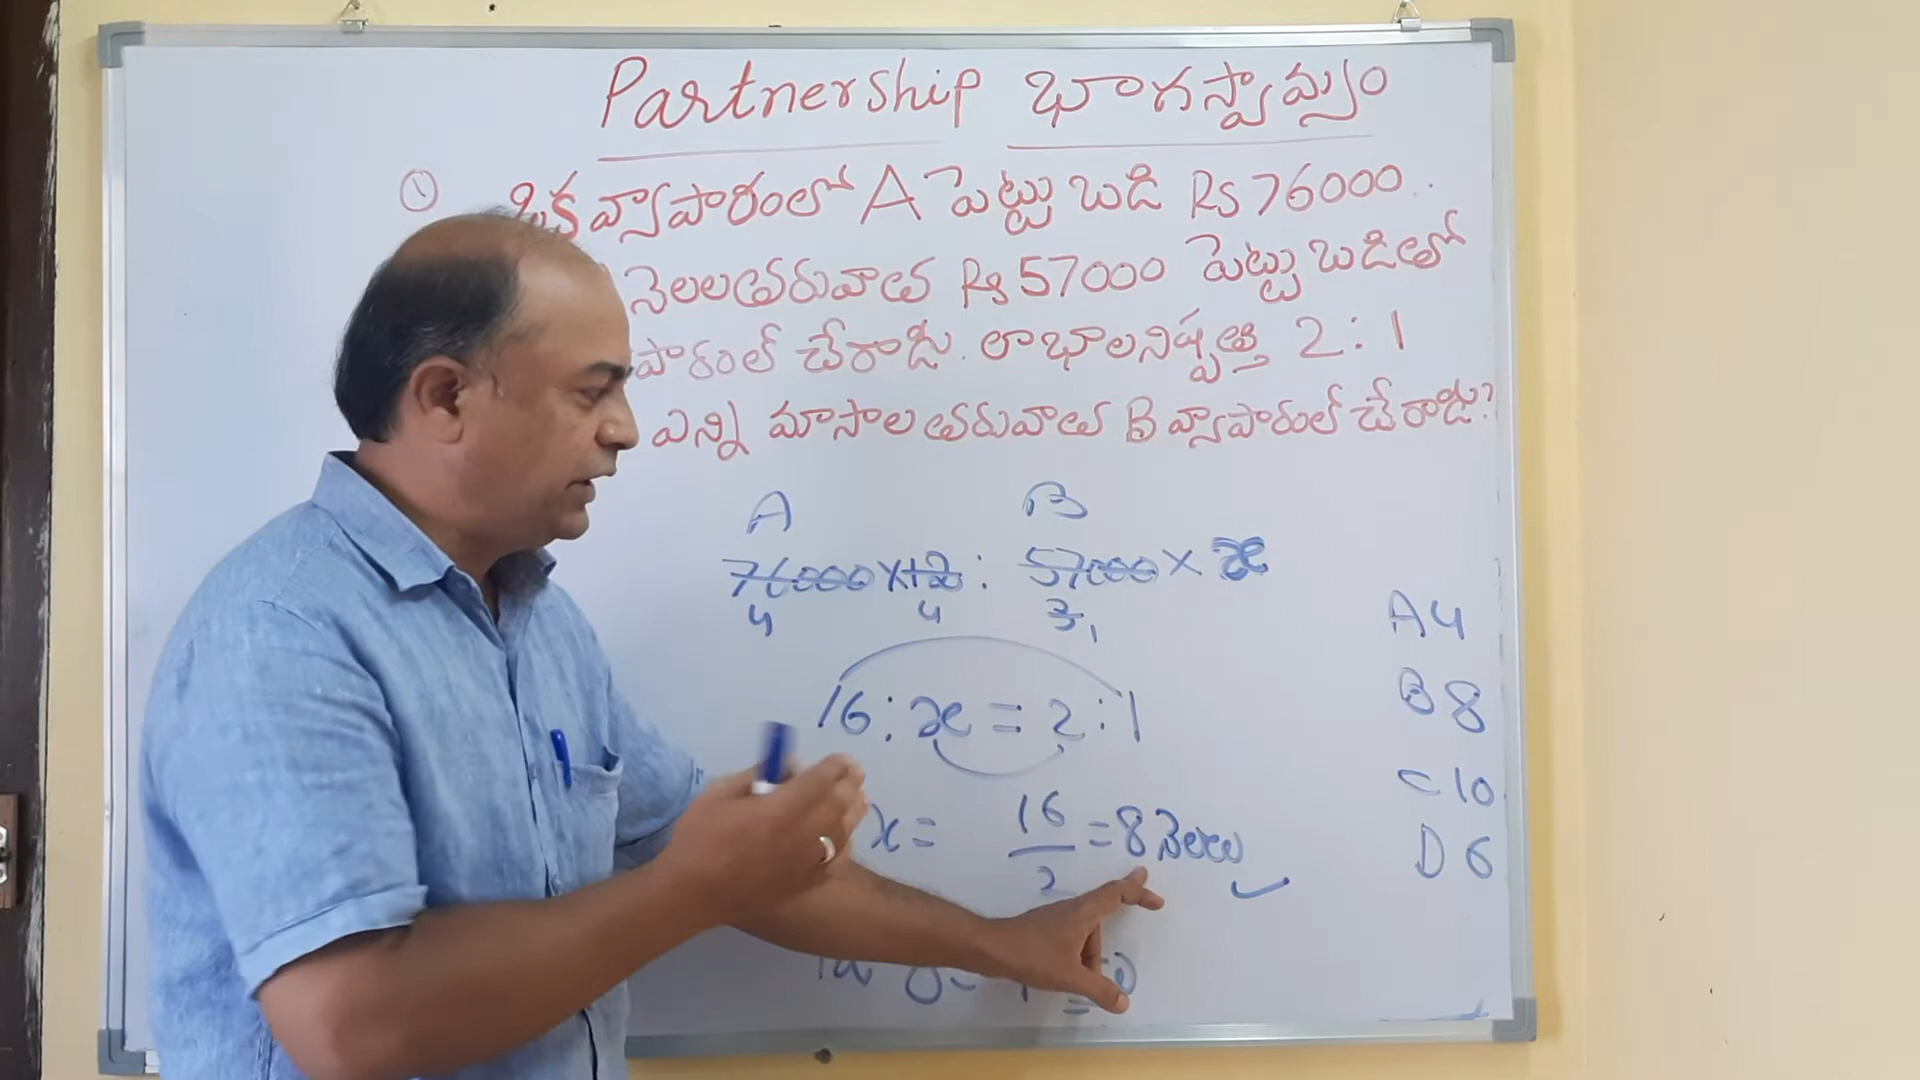 Partnership భాగస్వామ్యం
① ఒక వ్యాపారంలో A పెట్టుబడి Rs 76000
నెలల తరువాత Rs 57000 పెట్టుబడితో
చేరాడు. లాభాల నిష్పత్తి 2:1
ఎన్ని మాసాల తరువాత B వ్యాపారంలో చేరాడు?
A B
76000 x 12 : 57000 x x
4 4 3 1
16 : x = 2 : 1
x = 16/2 = 8 నెలలు
A 4
B 8
C 10
D 6